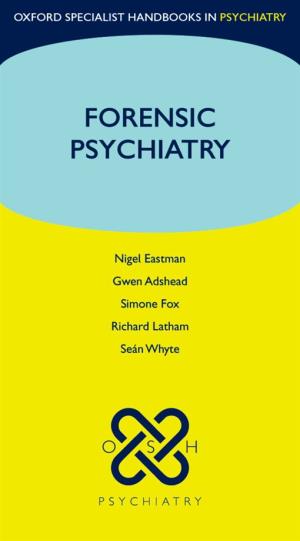 OXFORD SPECIALIST HANDBOOKS IN PSYCHIATRY
FORENSIC
PSYCHIATRY
Nigel Eastman
Gwen Adshead
Simone Fox
Richard Latham
Seán Whyte
O S H
PSYCHIATRY